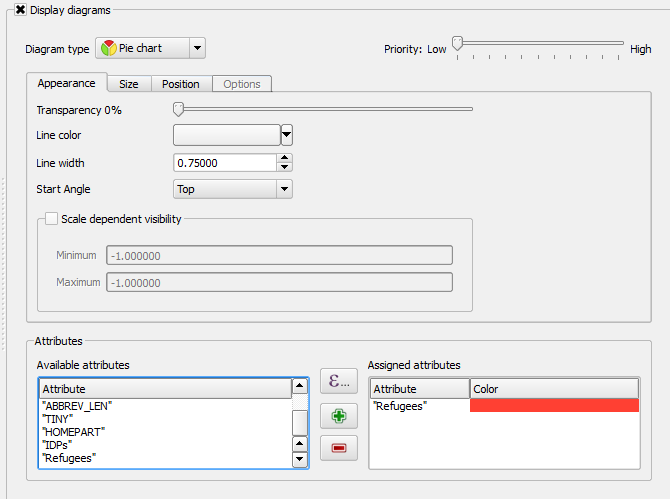 Display diagrams
Diagram type Pie chart Priority: Low High
Appearance Size Position Options
Transparency 0%
Line color
Line width 0.75000
Start Angle Top
Scale dependent visibility
Minimum -1.000000
Maximum -1.000000
Attributes
Available attributes Assigned attributes
Attribute ε... Attribute Color
"ABBREV_LEN" "Refugees"
"TINY"
"HOMEPART"
"IDPs"
"Refugees"